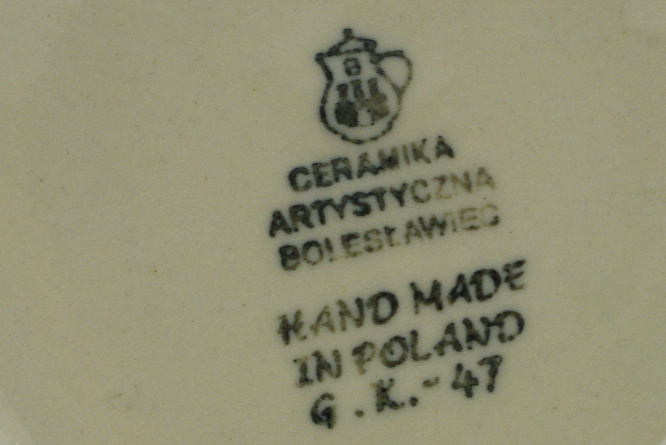 B
CERAMIKA
ARTYSTYCZNA
BOLESŁAWIEC
HAND MADE
IN POLAND
G.K.-47